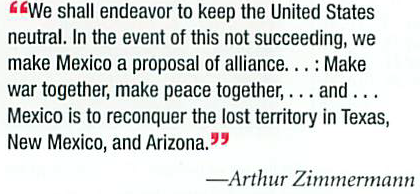 “We shall endeavor to keep the United States
neutral. In the event of this not succeeding, we
make Mexico a proposal of alliance. . . : Make
war together, make peace together, . . . and . . .
Mexico is to reconquer the lost territory in Texas,
New Mexico, and Arizona.”
—Arthur Zimmermann